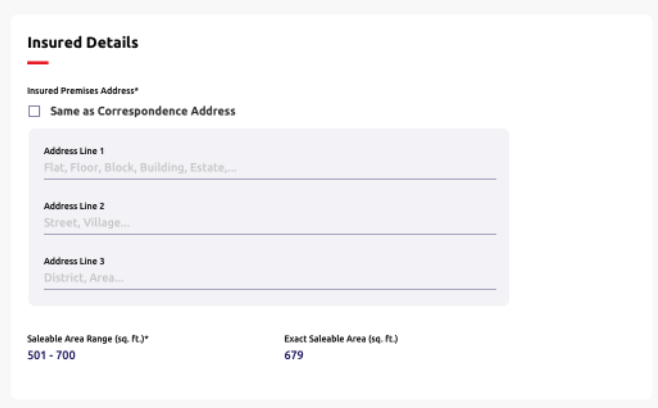 Insured Details
Insured Premises Address*
Same as Correspondence Address
Address Line 1
Flat, Floor, Block, Building, Estate,...
Address Line 2
Street, Village...
Address Line 3
District, Area...
Saleable Area Range (sq. ft.)* Exact Saleable Area (sq. ft.)
501 - 700 679